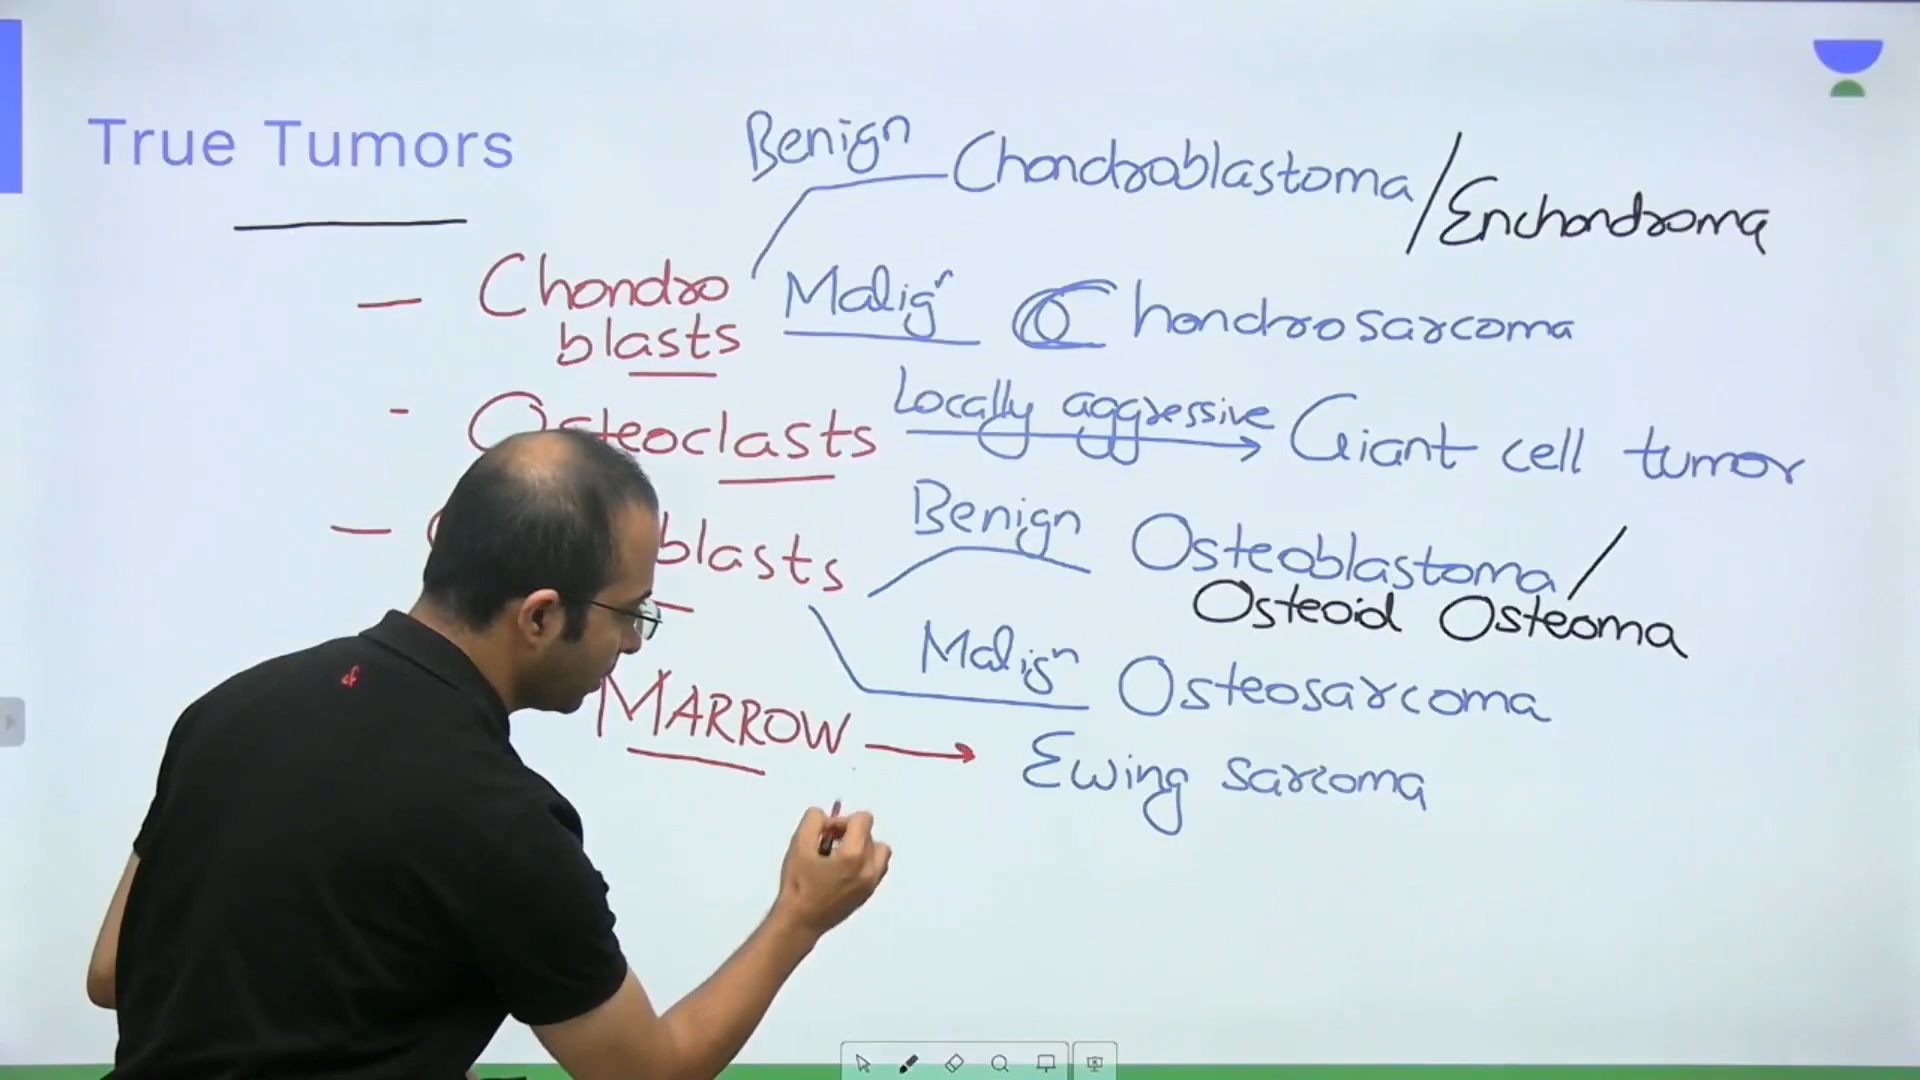 True Tumors
Benign Chondroblastoma / Enchondroma
— Chondro
blasts
Malign Chondrosarcoma
- Osteoclasts Locally aggressive Giant cell tumor
— blasts
Benign Osteoblastoma /
Osteoid Osteoma
Malign Osteosarcoma
MARROW → Ewing sarcoma